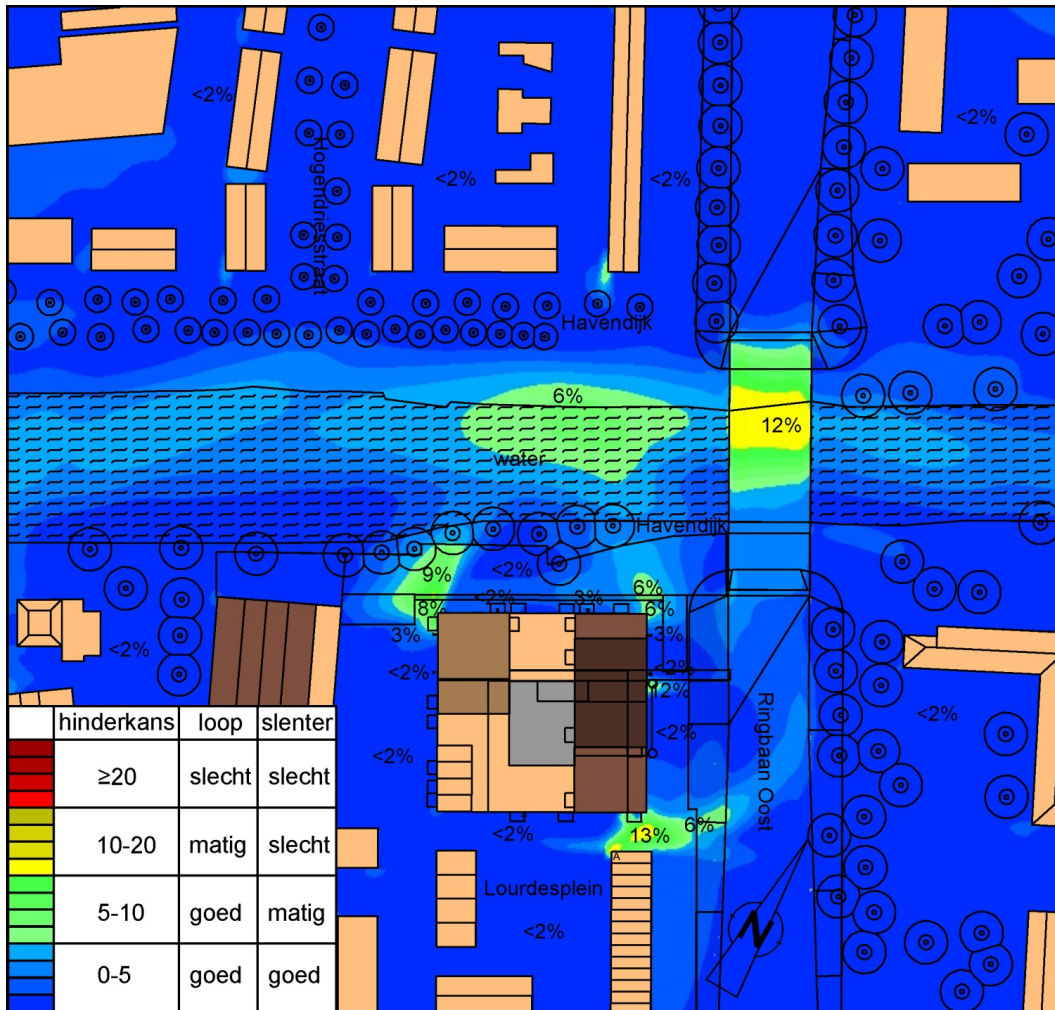 <2%
<2%
Hogendriesstraat
<2%
<2%
Havendijk
6%
12%
water
Havendijk
<2%
9%
6%
<2%
3%
8%
6%
3%
3%
<2%
<2%
<2%
12%
<2%
Ringbaan Oost
<2%
<2%
<2%
13%
6%
A
Lourdesplein
<2%
N
hinderkans loop slenter
≥20 slecht slecht
10-20 matig slecht
5-10 goed matig
0-5 goed goed